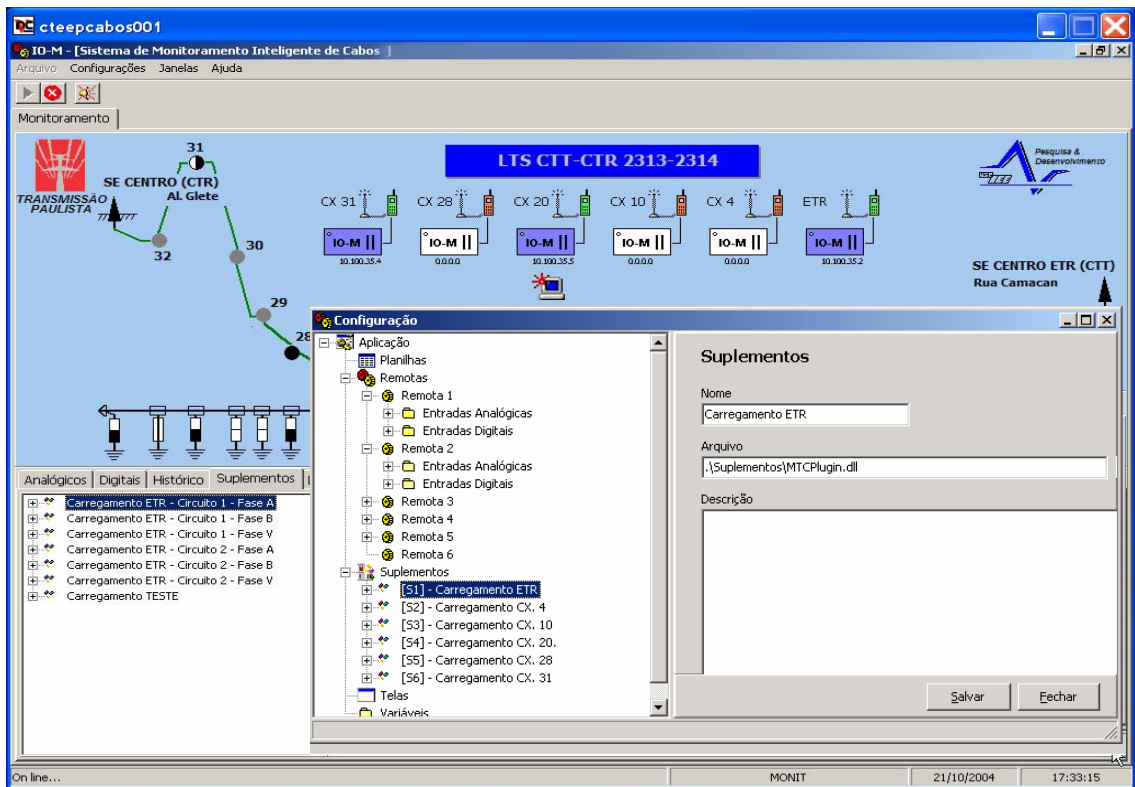 cteepcabos001
IO-M - [Sistema de Monitoramento Inteligente de Cabos ]
Arquivo Configurações Janelas Ajuda
Monitoramento
TRANSMISSÃO
PAULISTA
31
SE CENTRO (CTR)
Al. Glete
32
30
29
28
LTS CTT-CTR 2313-2314
Pesquisa &
Desenvolvimento
CX 31 CX 28 CX 20 CX 10 CX 4 ETR
IO-M IO-M IO-M IO-M IO-M IO-M
10.100.35.4 0.0.0.0 10.100.35.5 0.0.0.0 0.0.0.0 10.100.35.2
SE CENTRO ETR (CTT)
Rua Camacan
Analógicos Digitais Histórico Suplementos
Carregamento ETR - Circuito 1 - Fase A
Carregamento ETR - Circuito 1 - Fase B
Carregamento ETR - Circuito 1 - Fase V
Carregamento ETR - Circuito 2 - Fase A
Carregamento ETR - Circuito 2 - Fase B
Carregamento ETR - Circuito 2 - Fase V
Carregamento TESTE
Configuração
Aplicação
Planilhas
Remotas
Remota 1
Entradas Analógicas
Entradas Digitais
Remota 2
Entradas Analógicas
Entradas Digitais
Remota 3
Remota 4
Remota 5
Remota 6
Suplementos
[S1] - Carregamento ETR
[S2] - Carregamento CX. 4
[S3] - Carregamento CX. 10
[S4] - Carregamento CX. 20.
[S5] - Carregamento CX. 28
[S6] - Carregamento CX. 31
Telas
Variáveis
Suplementos
Nome
Carregamento ETR
Arquivo
.\Suplementos\MTCPlugin.dll
Descrição
Salvar Fechar
On line... MONIT 21/10/2004 17:33:15